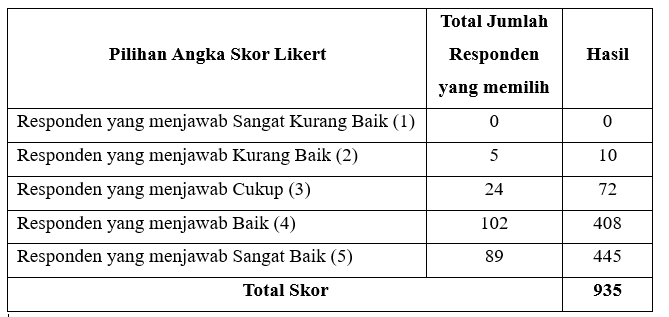 Pilihan Angka Skor Likert Total Jumlah Responden yang memilih Hasil
Responden yang menjawab Sangat Kurang Baik (1) 0 0
Responden yang menjawab Kurang Baik (2) 5 10
Responden yang menjawab Cukup (3) 24 72
Responden yang menjawab Baik (4) 102 408
Responden yang menjawab Sangat Baik (5) 89 445
Total Skor 935